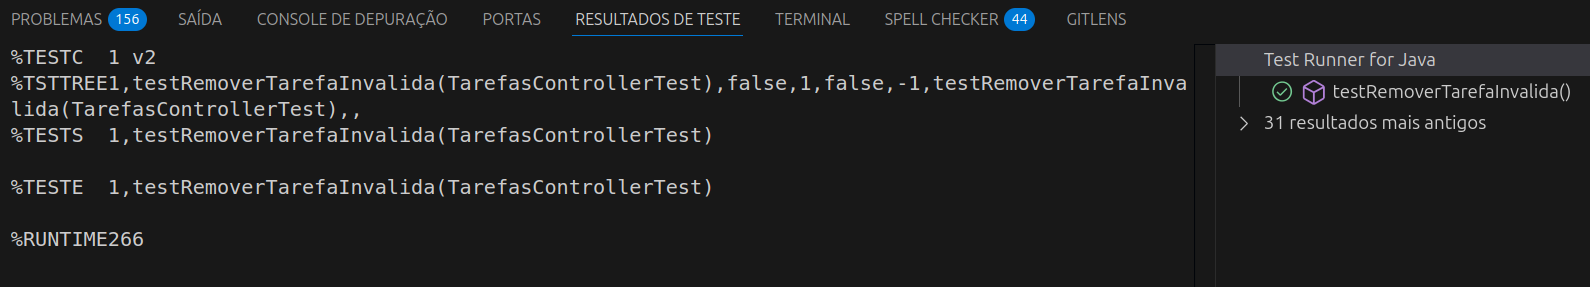 PROBLEMAS 156 SAÍDA CONSOLE DE DEPURAÇÃO PORTAS RESULTADOS DE TESTE TERMINAL SPELL CHECKER 44 GITLENS
%TESTC  1 v2
%TSTTREE1,testRemoverTarefaInvalida(TarefasControllerTest),false,1,false,-1,testRemoverTarefaInva
lida(TarefasControllerTest),,
%TESTS  1,testRemoverTarefaInvalida(TarefasControllerTest)
%TESTE  1,testRemoverTarefaInvalida(TarefasControllerTest)
%RUNTIME266
Test Runner for Java
testRemoverTarefaInvalida()
31 resultados mais antigos